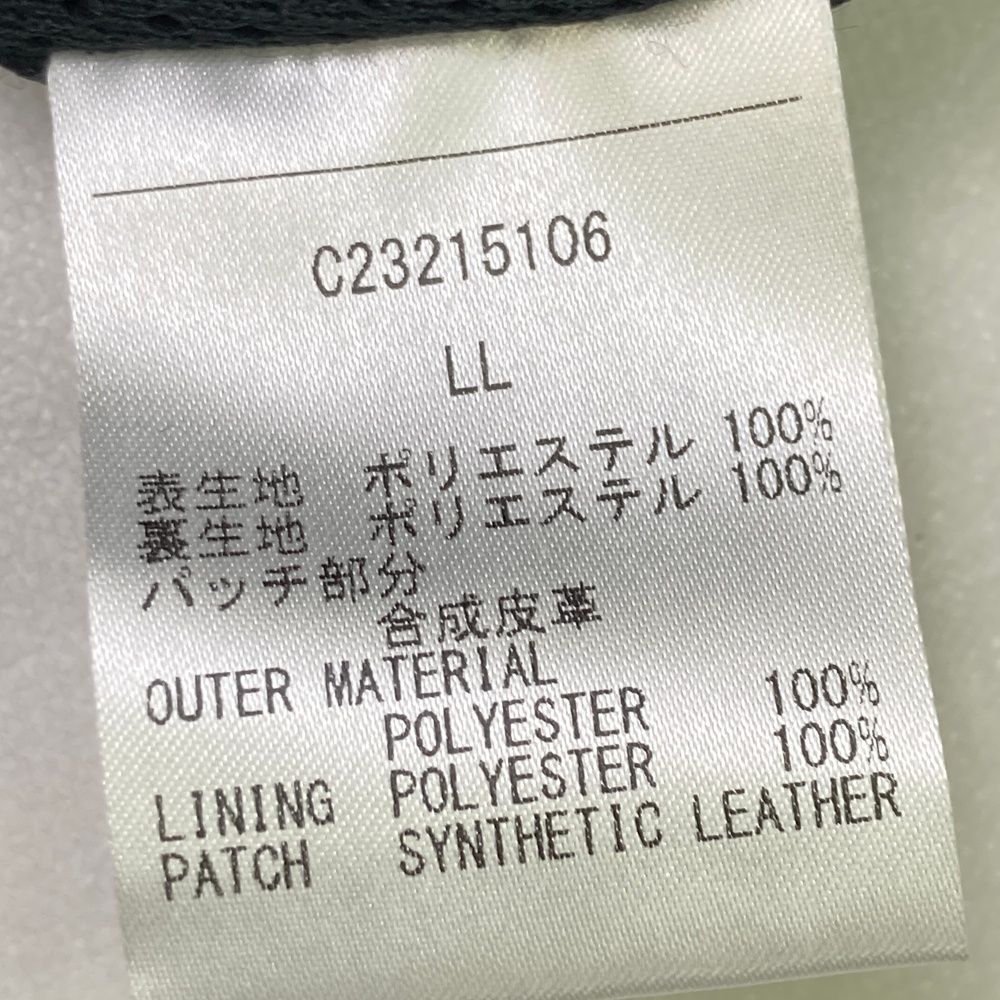 C23215106
LL
表生地 ポリエステル 100%
裏生地 ポリエステル 100%
パッチ部分
合成皮革
OUTER MATERIAL
POLYESTER 100%
LINING POLYESTER 100%
PATCH SYNTHETIC LEATHER